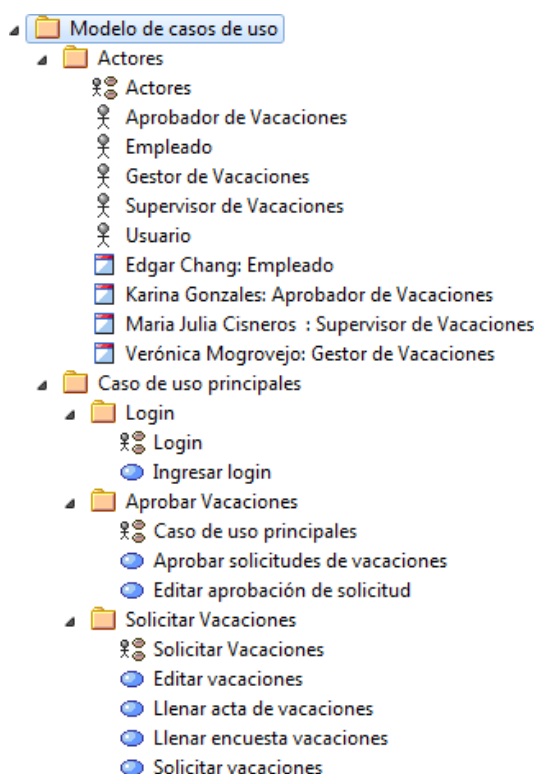 Modelo de casos de uso
Actores
Actores
Aprobador de Vacaciones
Empleado
Gestor de Vacaciones
Supervisor de Vacaciones
Usuario
Edgar Chang: Empleado
Karina Gonzales: Aprobador de Vacaciones
Maria Julia Cisneros  : Supervisor de Vacaciones
Verónica Mogrovejo: Gestor de Vacaciones
Caso de uso principales
Login
Login
Ingresar login
Aprobar Vacaciones
Caso de uso principales
Aprobar solicitudes de vacaciones
Editar aprobación de solicitud
Solicitar Vacaciones
Solicitar Vacaciones
Editar vacaciones
Llenar acta de vacaciones
Llenar encuesta vacaciones
Solicitar vacaciones